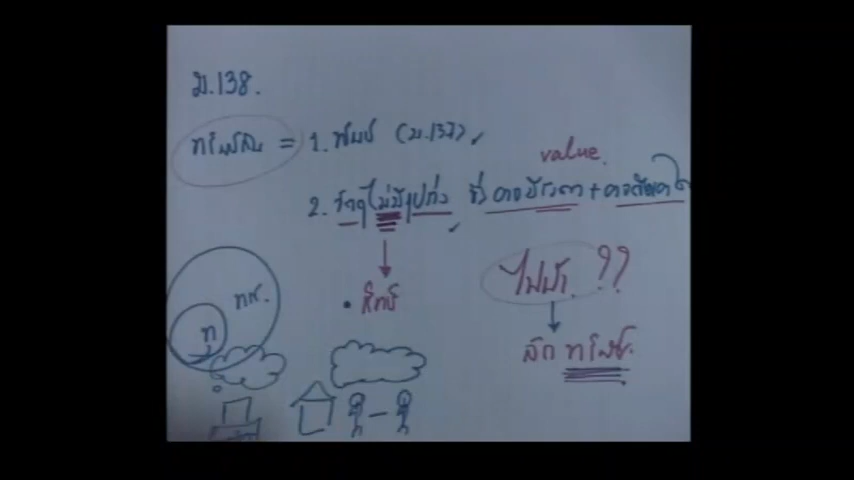 ม.138.
ทรัพย์สิน = 1. ทรัพย์ (ม.137)
value.
2. วัตถุไม่มีรูปร่าง ซึ่ง อาจมีราคา + อาจถือเอาได้
ไฟฟ้า ??
• สิทธิ
ทส.
ท
ลัก ทรัพย์.